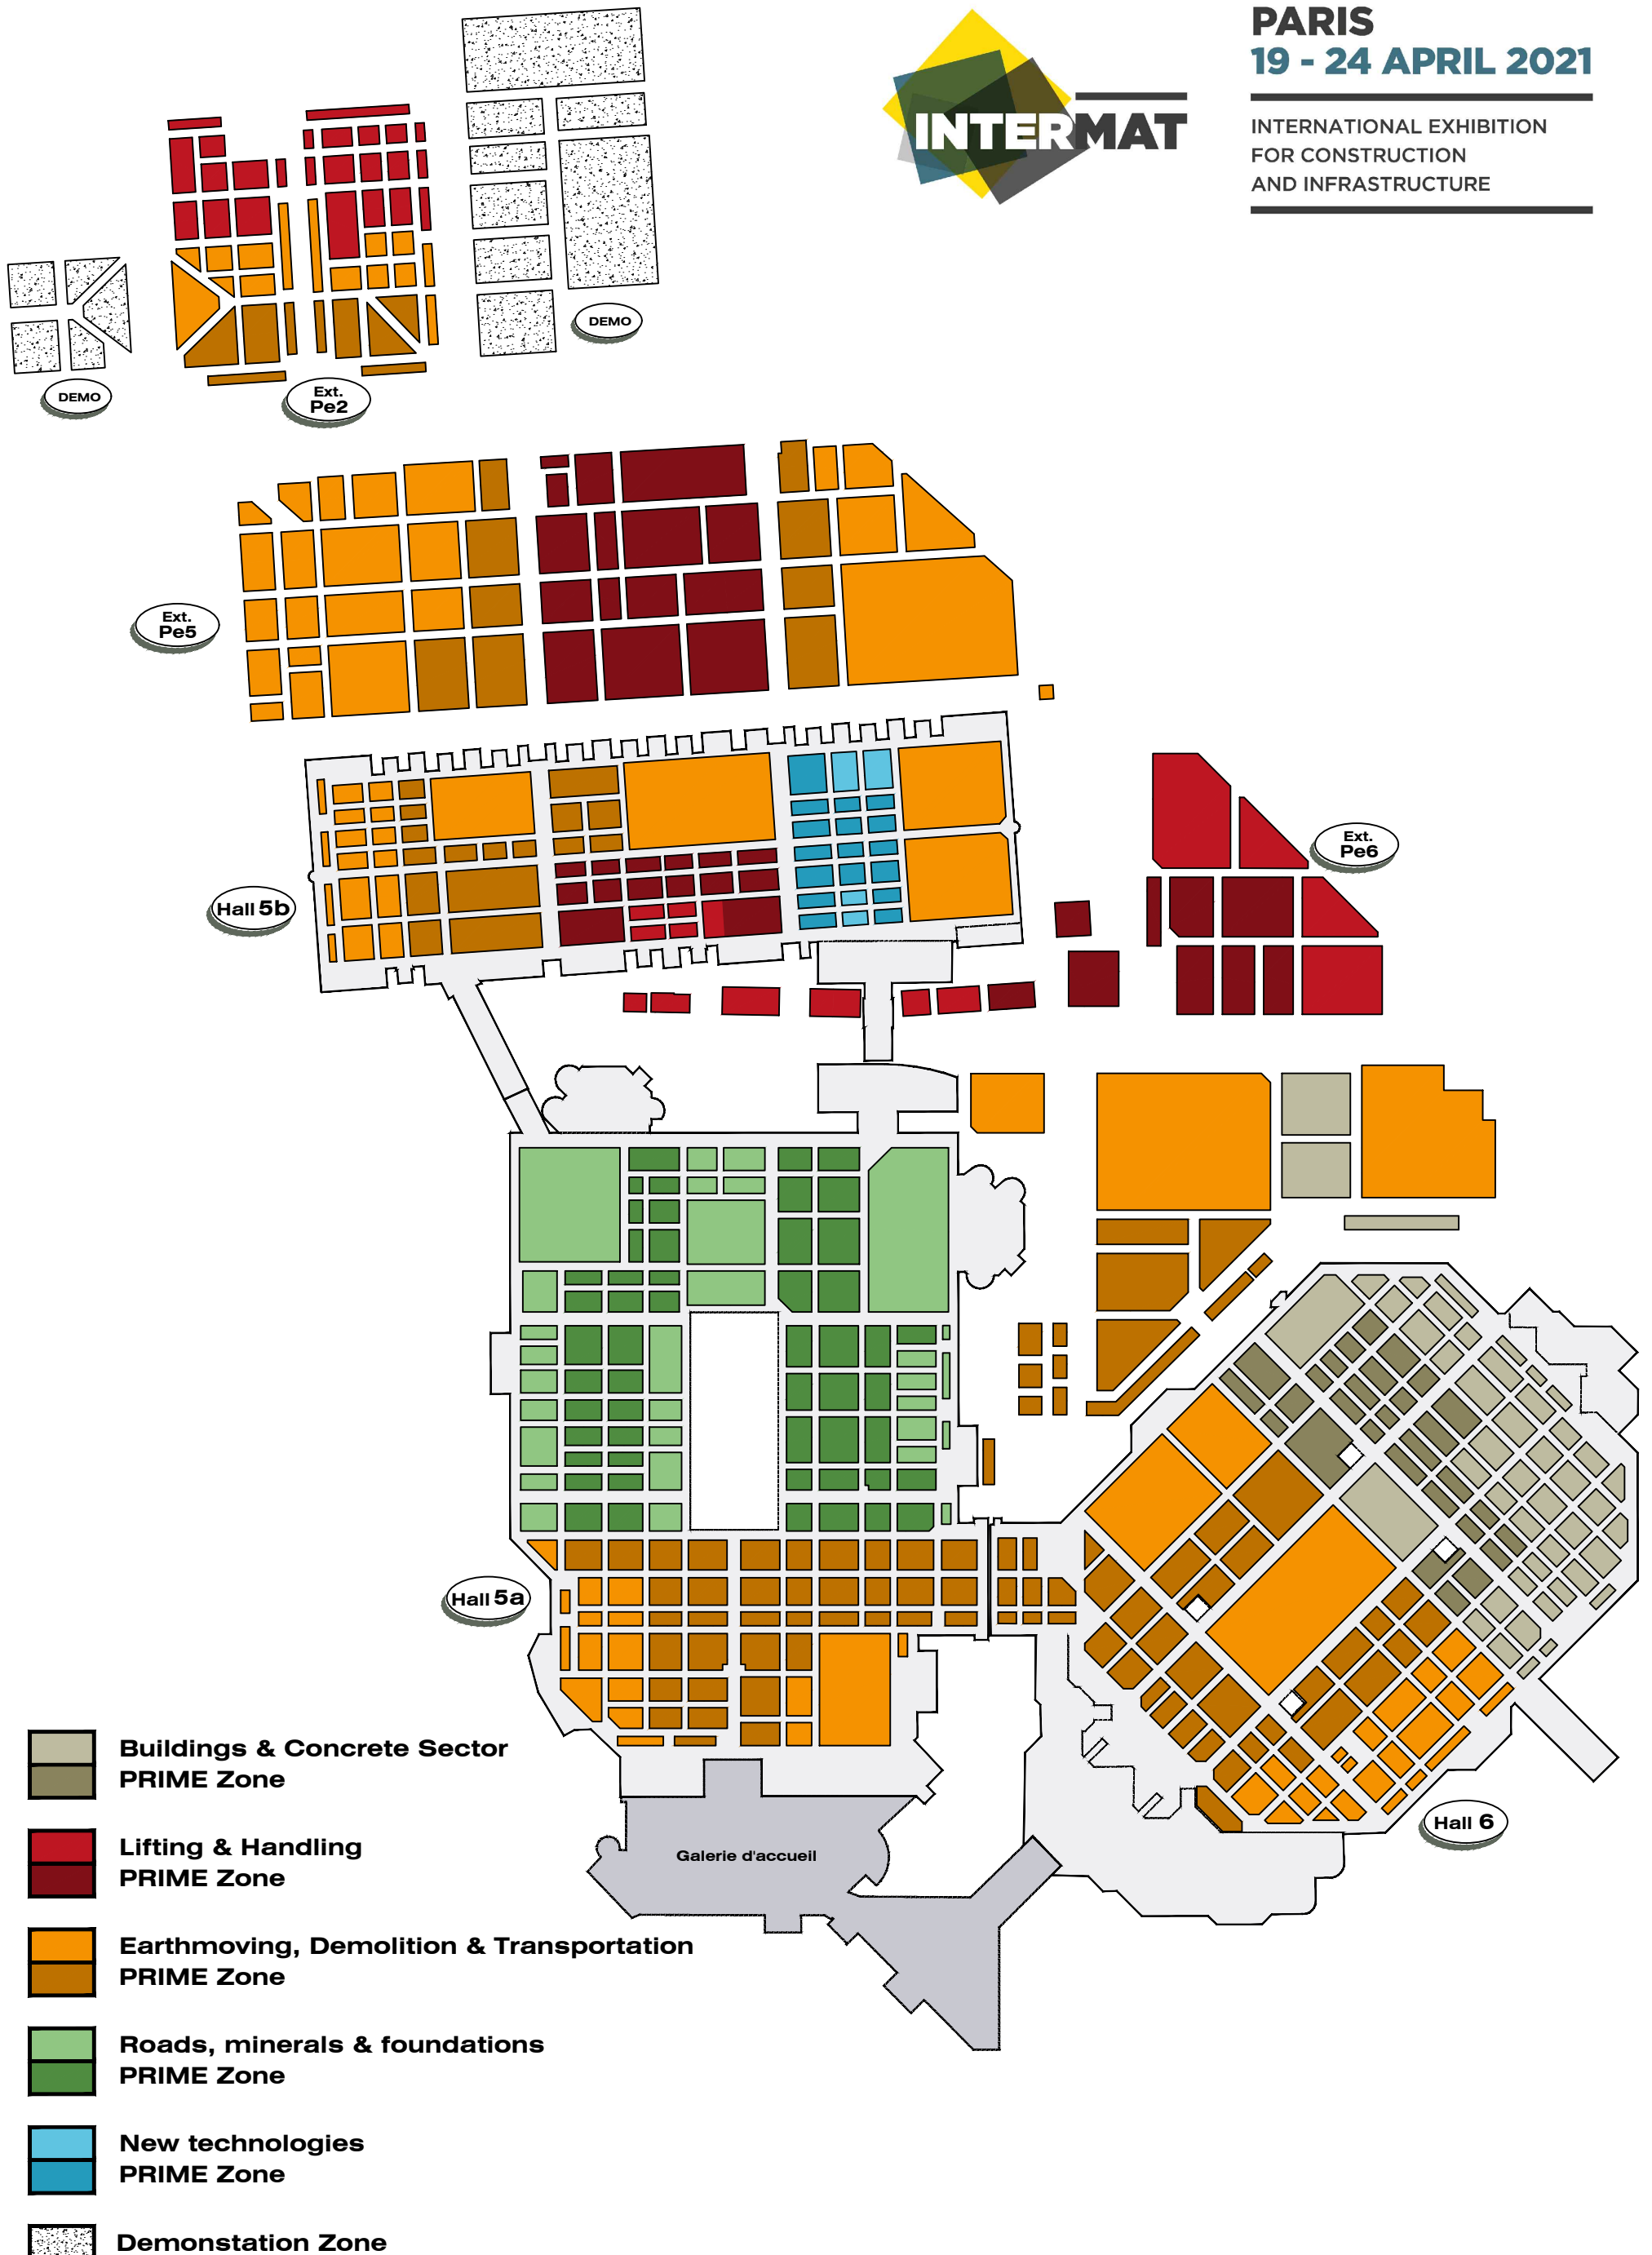 PARIS
19 - 24 APRIL 2021
INTERMAT
INTERNATIONAL EXHIBITION
FOR CONSTRUCTION
AND INFRASTRUCTURE
DEMO
DEMO
Ext.
Pe2
Ext.
Pe5
Ext.
Pe6
Hall 5b
Hall 5a
Hall 6
Galerie d'accueil
Buildings & Concrete Sector
PRIME Zone
Lifting & Handling
PRIME Zone
Earthmoving, Demolition & Transportation
PRIME Zone
Roads, minerals & foundations
PRIME Zone
New technologies
PRIME Zone
Demonstation Zone